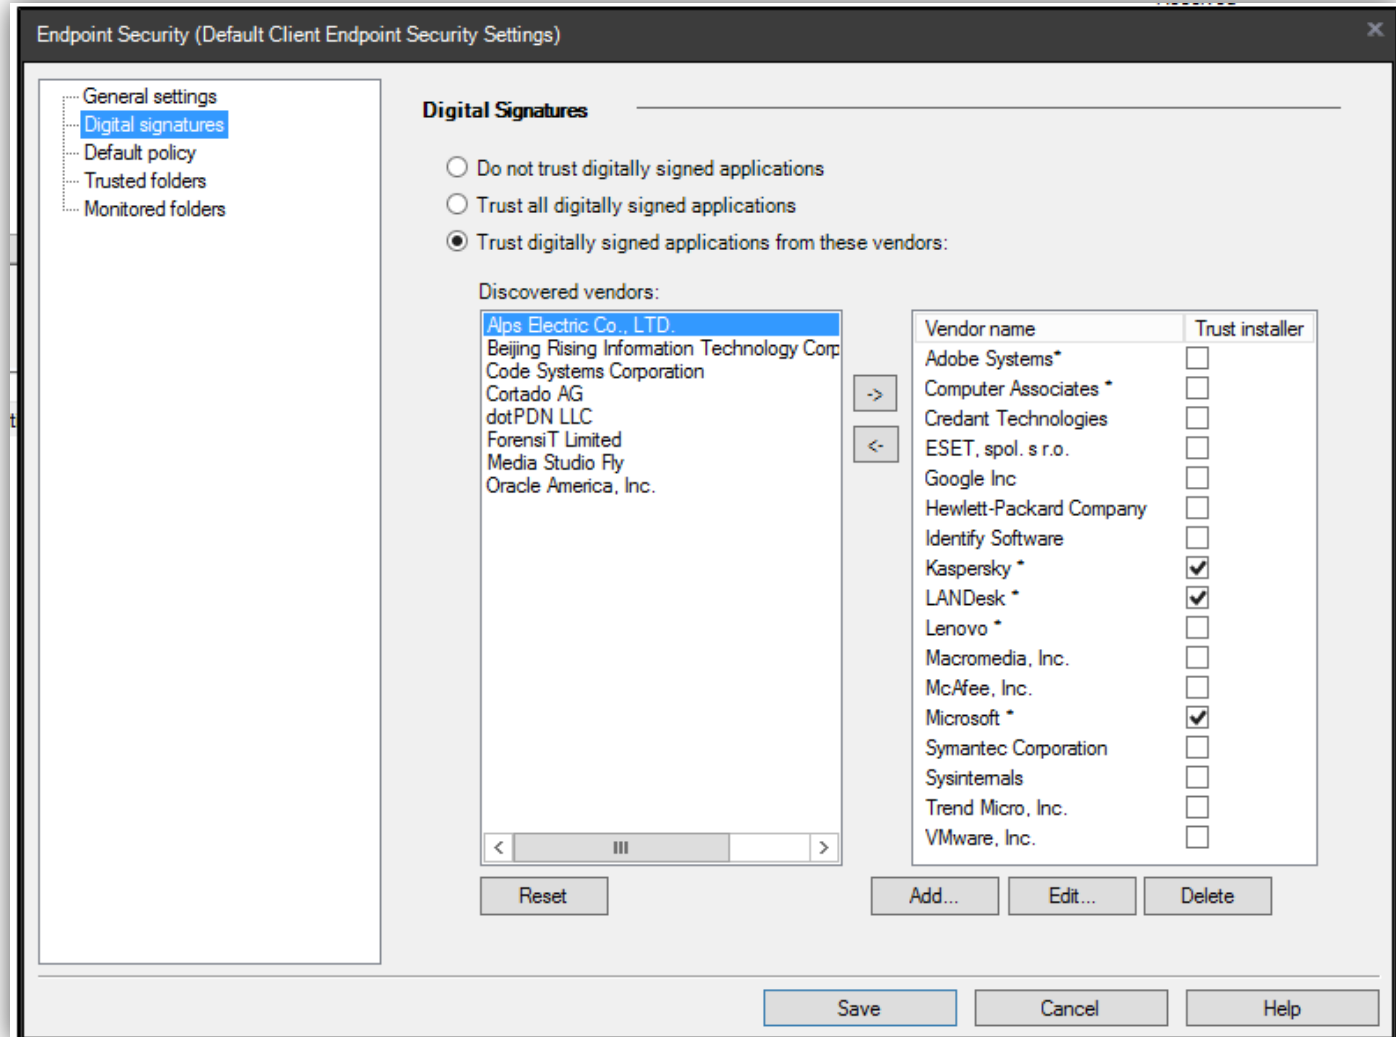 Endpoint Security (Default Client Endpoint Security Settings)
General settings
Digital signatures
Default policy
Trusted folders
Monitored folders
Digital Signatures
Do not trust digitally signed applications
Trust all digitally signed applications
Trust digitally signed applications from these vendors:
Discovered vendors:
Alps Electric Co., LTD.
Beijing Rising Information Technology Corp
Code Systems Corporation
Cortado AG
dotPDN LLC
ForensiT Limited
Media Studio Fly
Oracle America, Inc.
->
<-
Vendor name Trust installer
Adobe Systems*
Computer Associates *
Credant Technologies
ESET, spol. s r.o.
Google Inc
Hewlett-Packard Company
Identify Software
Kaspersky *
LANDesk *
Lenovo *
Macromedia, Inc.
McAfee, Inc.
Microsoft *
Symantec Corporation
Sysinternals
Trend Micro, Inc.
VMware, Inc.
Reset
Add... Edit... Delete
Save Cancel Help